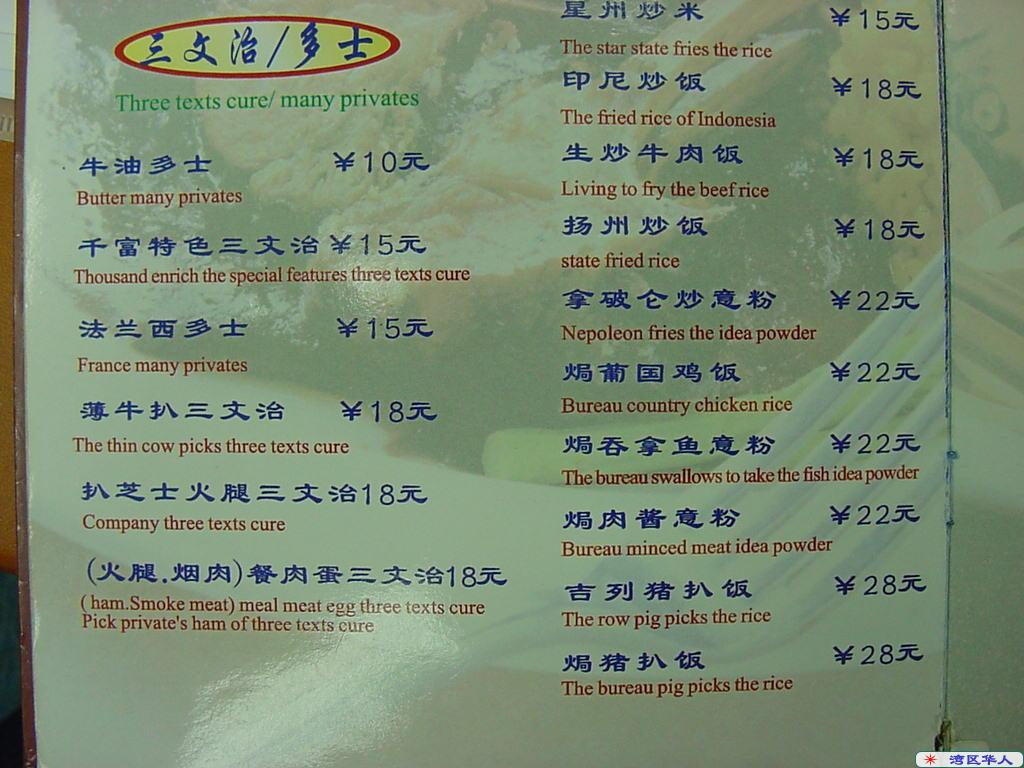 三文治/多士
Three texts cure/ many privates
牛油多士 ¥10元
Butter many privates
千富特色三文治 ¥15元
Thousand enrich the special features three texts cure
法兰西多士 ¥15元
France many privates
薄牛扒三文治 ¥18元
The thin cow picks three texts cure
扒芝士火腿三文治18元
Company three texts cure
(火腿.烟肉)餐肉蛋三文治18元
( ham.Smoke meat) meal meat egg three texts cure
Pick private's ham of three texts cure
星州炒米 ¥15元
The star state fries the rice
印尼炒饭 ¥18元
The fried rice of Indonesia
生炒牛肉饭 ¥18元
Living to fry the beef rice
扬州炒饭 ¥18元
state fried rice
拿破仑炒意粉 ¥22元
Nepoleon fries the idea powder
焗葡国鸡饭 ¥22元
Bureau country chicken rice
焗吞拿鱼意粉 ¥22元
The bureau swallows to take the fish idea powder
焗肉酱意粉 ¥22元
Bureau minced meat idea powder
吉列猪扒饭 ¥28元
The row pig picks the rice
焗猪扒饭 ¥28元
The bureau pig picks the rice
湾区华人